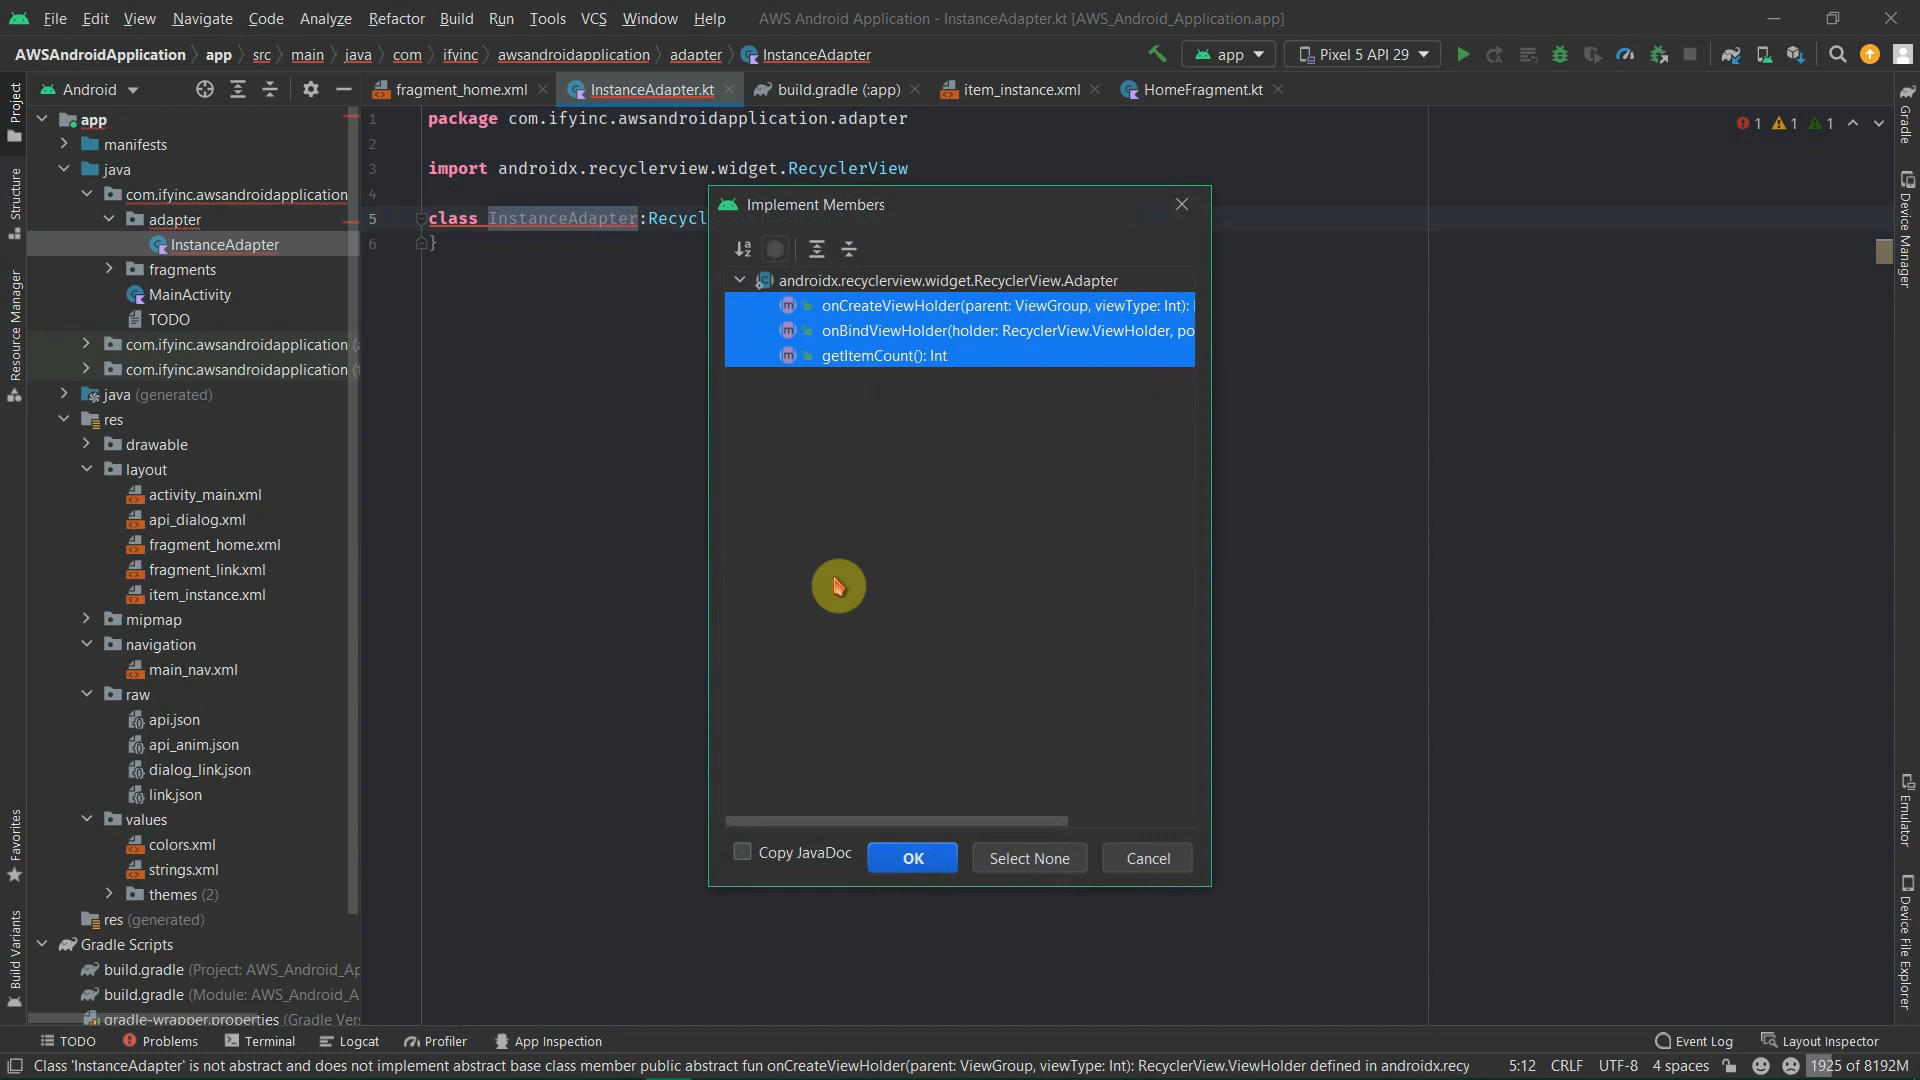 File Edit View Navigate Code Analyze Refactor Build Run Tools VCS Window Help AWS Android Application - InstanceAdapter.kt [AWS_Android_Application.app]
AWSAndroidApplication app src main java com ifyinc awsandroidapplication adapter InstanceAdapter app Pixel 5 API 29
Android fragment_home.xml InstanceAdapter.kt build.gradle (:app) item_instance.xml HomeFragment.kt
Project
Structure
Resource Manager
Favorites
Build Variants
app
manifests
java
com.ifyinc.awsandroidapplication
adapter
InstanceAdapter
fragments
MainActivity
TODO
com.ifyinc.awsandroidapplication (
com.ifyinc.awsandroidapplication (
java (generated)
res
drawable
layout
activity_main.xml
api_dialog.xml
fragment_home.xml
fragment_link.xml
item_instance.xml
mipmap
navigation
main_nav.xml
raw
api.json
api_anim.json
dialog_link.json
link.json
values
colors.xml
strings.xml
themes (2)
res (generated)
Gradle Scripts
build.gradle (Project: AWS_Android_Ap
build.gradle (Module: AWS_Android_A
gradle-wrapper.properties (Gradle Ver
1 package com.ifyinc.awsandroidapplication.adapter
2
3 import androidx.recyclerview.widget.RecyclerView
4
5 class InstanceAdapter:Recycl
6 }
1 1 1
Implement Members
androidx.recyclerview.widget.RecyclerView.Adapter
onCreateViewHolder(parent: ViewGroup, viewType: Int):
onBindViewHolder(holder: RecyclerView.ViewHolder, po
getItemCount(): Int
Copy JavaDoc OK Select None Cancel
Gradle
Device Manager
Emulator
Device File Explorer
TODO Problems Terminal Logcat Profiler App Inspection Event Log Layout Inspector
Class 'InstanceAdapter' is not abstract and does not implement abstract base class member public abstract fun onCreateViewHolder(parent: ViewGroup, viewType: Int): RecyclerView.ViewHolder defined in androidx.recy 5:12 CRLF UTF-8 4 spaces 1925 of 8192M